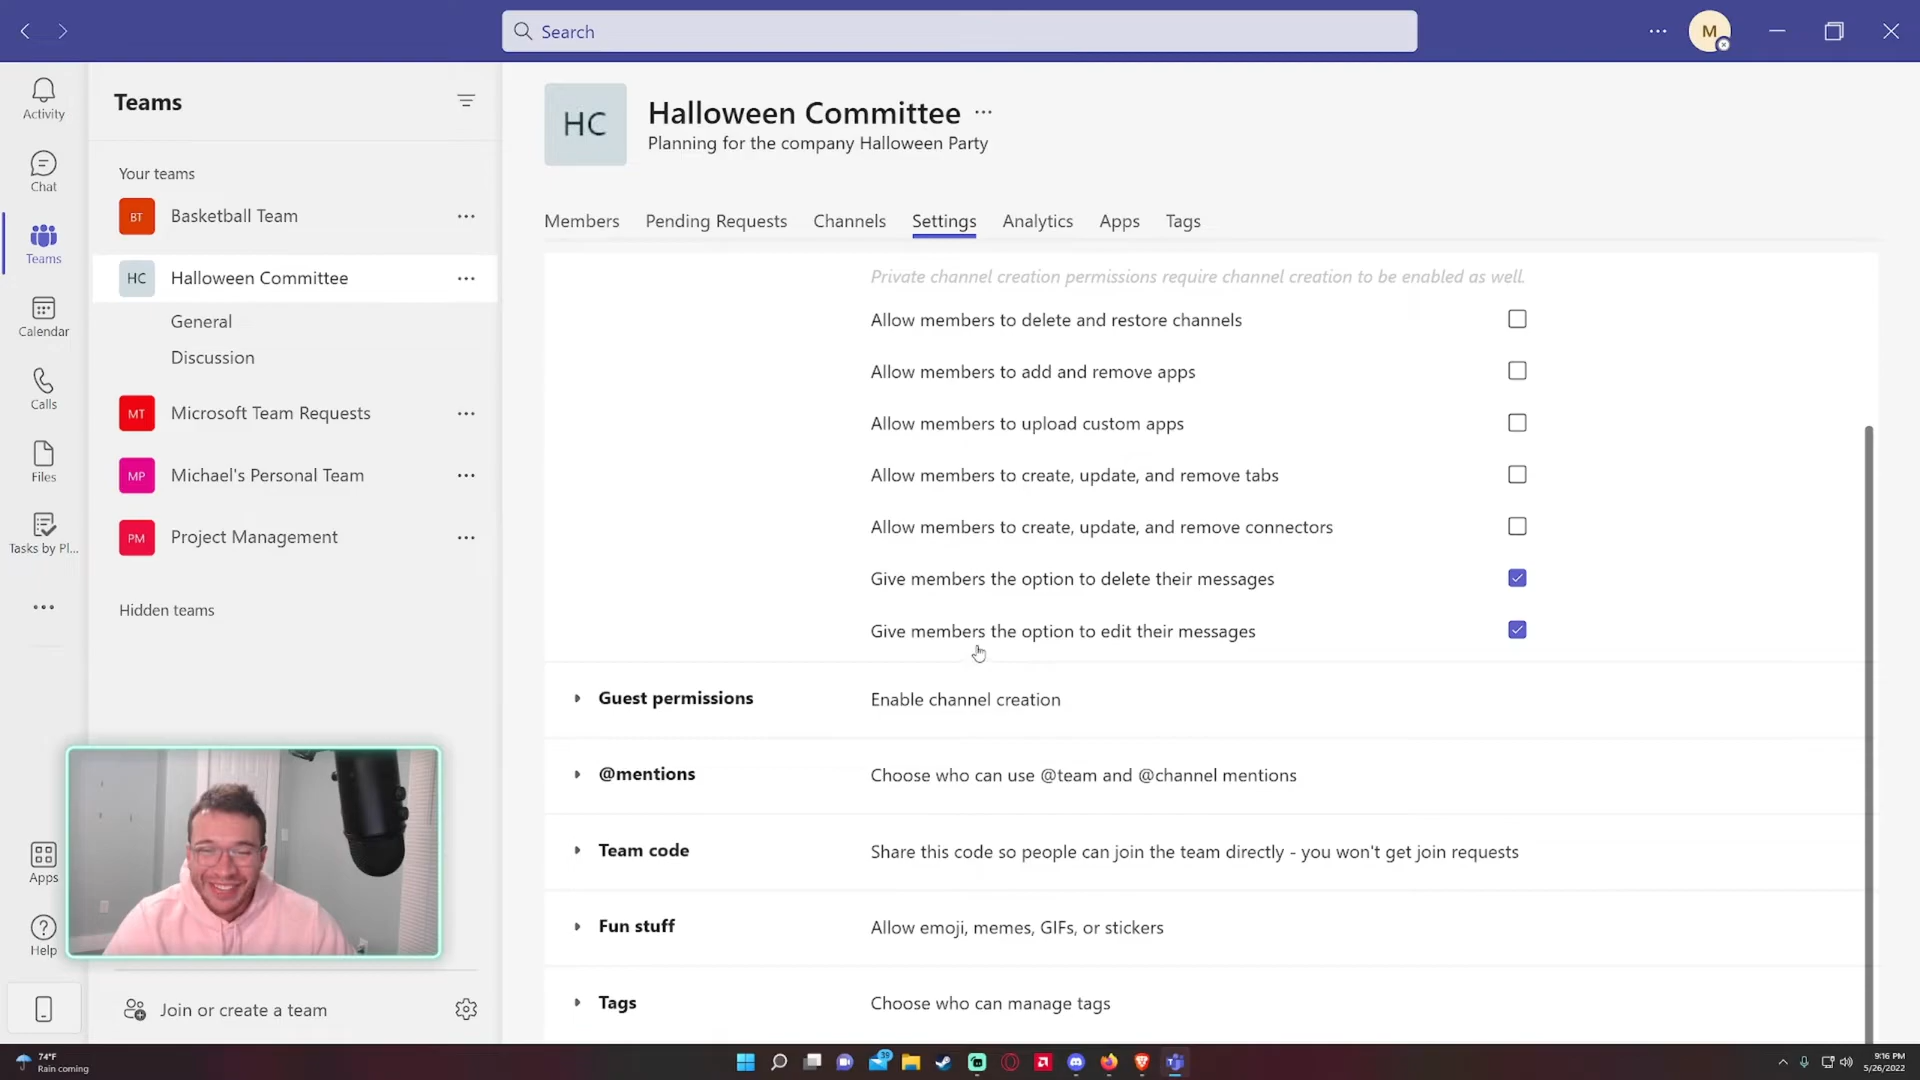 Search
M
Activity
Chat
Teams
Calendar
Calls
Files
Tasks by Pl...
Apps
Help
Teams
Your teams
BT Basketball Team
HC Halloween Committee
General
Discussion
MT Microsoft Team Requests
MP Michael's Personal Team
PM Project Management
Hidden teams
Join or create a team
HC
Halloween Committee
Planning for the company Halloween Party
Members Pending Requests Channels Settings Analytics Apps Tags
Private channel creation permissions require channel creation to be enabled as well.
Allow members to delete and restore channels
Allow members to add and remove apps
Allow members to upload custom apps
Allow members to create, update, and remove tabs
Allow members to create, update, and remove connectors
Give members the option to delete their messages
Give members the option to edit their messages
Guest permissions Enable channel creation
@mentions Choose who can use @team and @channel mentions
Team code Share this code so people can join the team directly - you won't get join requests
Fun stuff Allow emoji, memes, GIFs, or stickers
Tags Choose who can manage tags
74°F
Rain coming
39
9:16 PM
5/26/2022